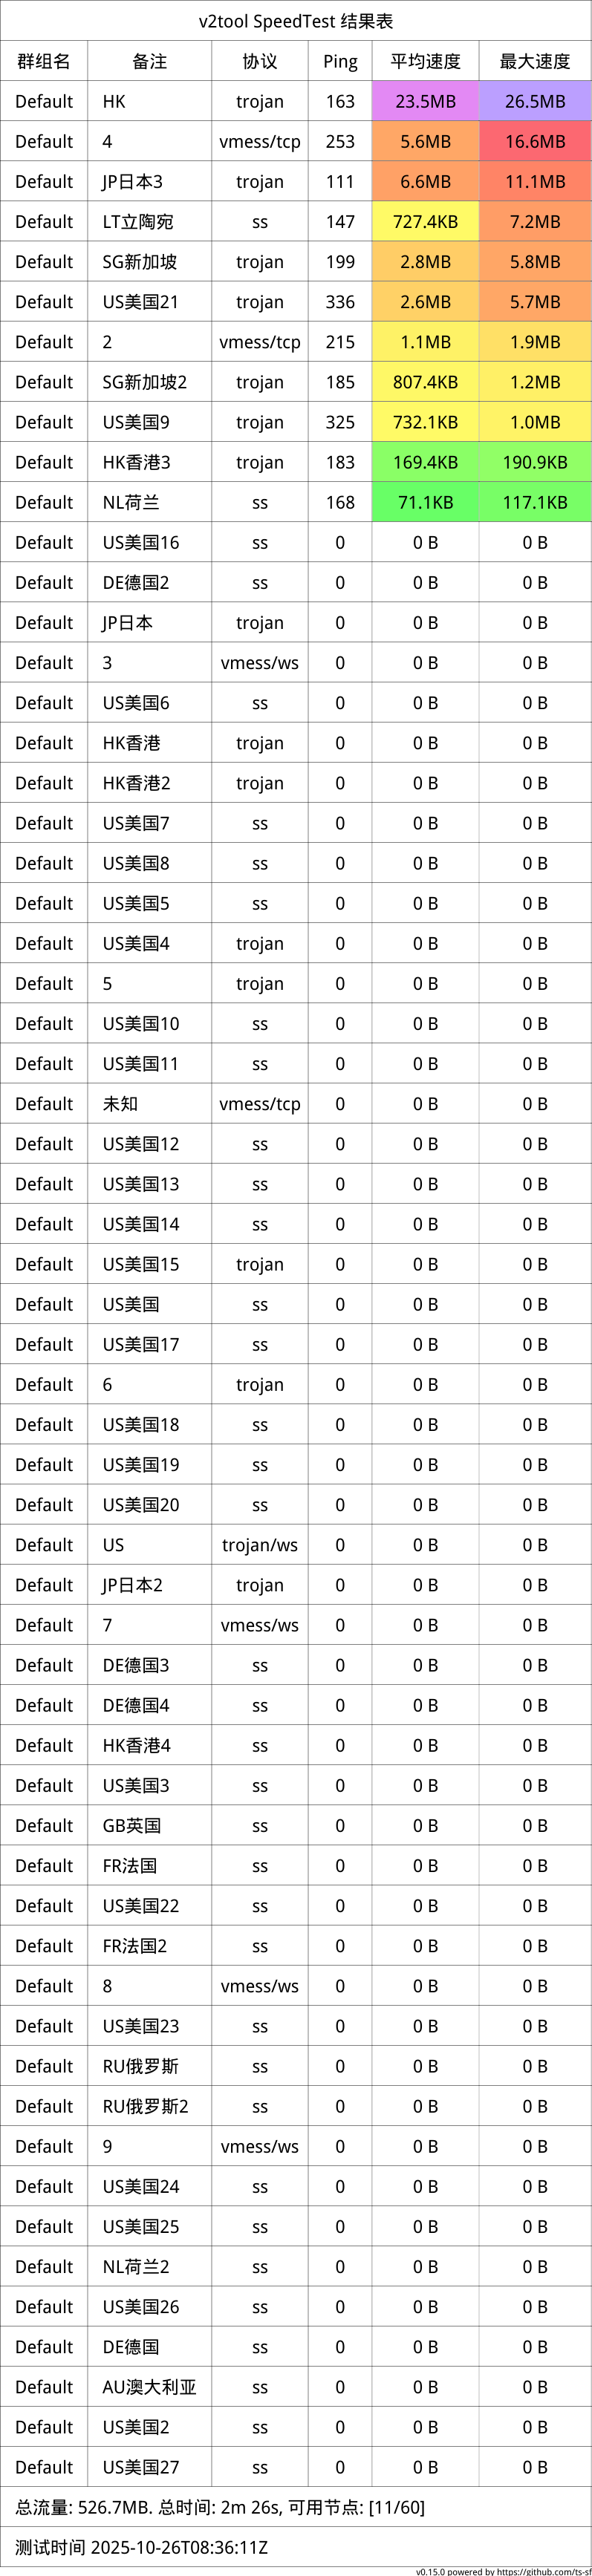 v2tool SpeedTest 结果表
群组名 备注 协议 Ping 平均速度 最大速度
Default HK trojan 163 23.5MB 26.5MB
Default 4 vmess/tcp 253 5.6MB 16.6MB
Default JP日本3 trojan 111 6.6MB 11.1MB
Default LT立陶宛 ss 147 727.4KB 7.2MB
Default SG新加坡 trojan 199 2.8MB 5.8MB
Default US美国21 trojan 336 2.6MB 5.7MB
Default 2 vmess/tcp 215 1.1MB 1.9MB
Default SG新加坡2 trojan 185 807.4KB 1.2MB
Default US美国9 trojan 325 732.1KB 1.0MB
Default HK香港3 trojan 183 169.4KB 190.9KB
Default NL荷兰 ss 168 71.1KB 117.1KB
Default US美国16 ss 0 0 B 0 B
Default DE德国2 ss 0 0 B 0 B
Default JP日本 trojan 0 0 B 0 B
Default 3 vmess/ws 0 0 B 0 B
Default US美国6 ss 0 0 B 0 B
Default HK香港 trojan 0 0 B 0 B
Default HK香港2 trojan 0 0 B 0 B
Default US美国7 ss 0 0 B 0 B
Default US美国8 ss 0 0 B 0 B
Default US美国5 ss 0 0 B 0 B
Default US美国4 trojan 0 0 B 0 B
Default 5 trojan 0 0 B 0 B
Default US美国10 ss 0 0 B 0 B
Default US美国11 ss 0 0 B 0 B
Default 未知 vmess/tcp 0 0 B 0 B
Default US美国12 ss 0 0 B 0 B
Default US美国13 ss 0 0 B 0 B
Default US美国14 ss 0 0 B 0 B
Default US美国15 trojan 0 0 B 0 B
Default US美国 ss 0 0 B 0 B
Default US美国17 ss 0 0 B 0 B
Default 6 trojan 0 0 B 0 B
Default US美国18 ss 0 0 B 0 B
Default US美国19 ss 0 0 B 0 B
Default US美国20 ss 0 0 B 0 B
Default US trojan/ws 0 0 B 0 B
Default JP日本2 trojan 0 0 B 0 B
Default 7 vmess/ws 0 0 B 0 B
Default DE德国3 ss 0 0 B 0 B
Default DE德国4 ss 0 0 B 0 B
Default HK香港4 ss 0 0 B 0 B
Default US美国3 ss 0 0 B 0 B
Default GB英国 ss 0 0 B 0 B
Default FR法国 ss 0 0 B 0 B
Default US美国22 ss 0 0 B 0 B
Default FR法国2 ss 0 0 B 0 B
Default 8 vmess/ws 0 0 B 0 B
Default US美国23 ss 0 0 B 0 B
Default RU俄罗斯 ss 0 0 B 0 B
Default RU俄罗斯2 ss 0 0 B 0 B
Default 9 vmess/ws 0 0 B 0 B
Default US美国24 ss 0 0 B 0 B
Default US美国25 ss 0 0 B 0 B
Default NL荷兰2 ss 0 0 B 0 B
Default US美国26 ss 0 0 B 0 B
Default DE德国 ss 0 0 B 0 B
Default AU澳大利亚 ss 0 0 B 0 B
Default US美国2 ss 0 0 B 0 B
Default US美国27 ss 0 0 B 0 B
总流量: 526.7MB. 总时间: 2m 26s, 可用节点: [11/60]
测试时间 2025-10-26T08:36:11Z
v0.15.0 powered by https://github.com/ts-sf